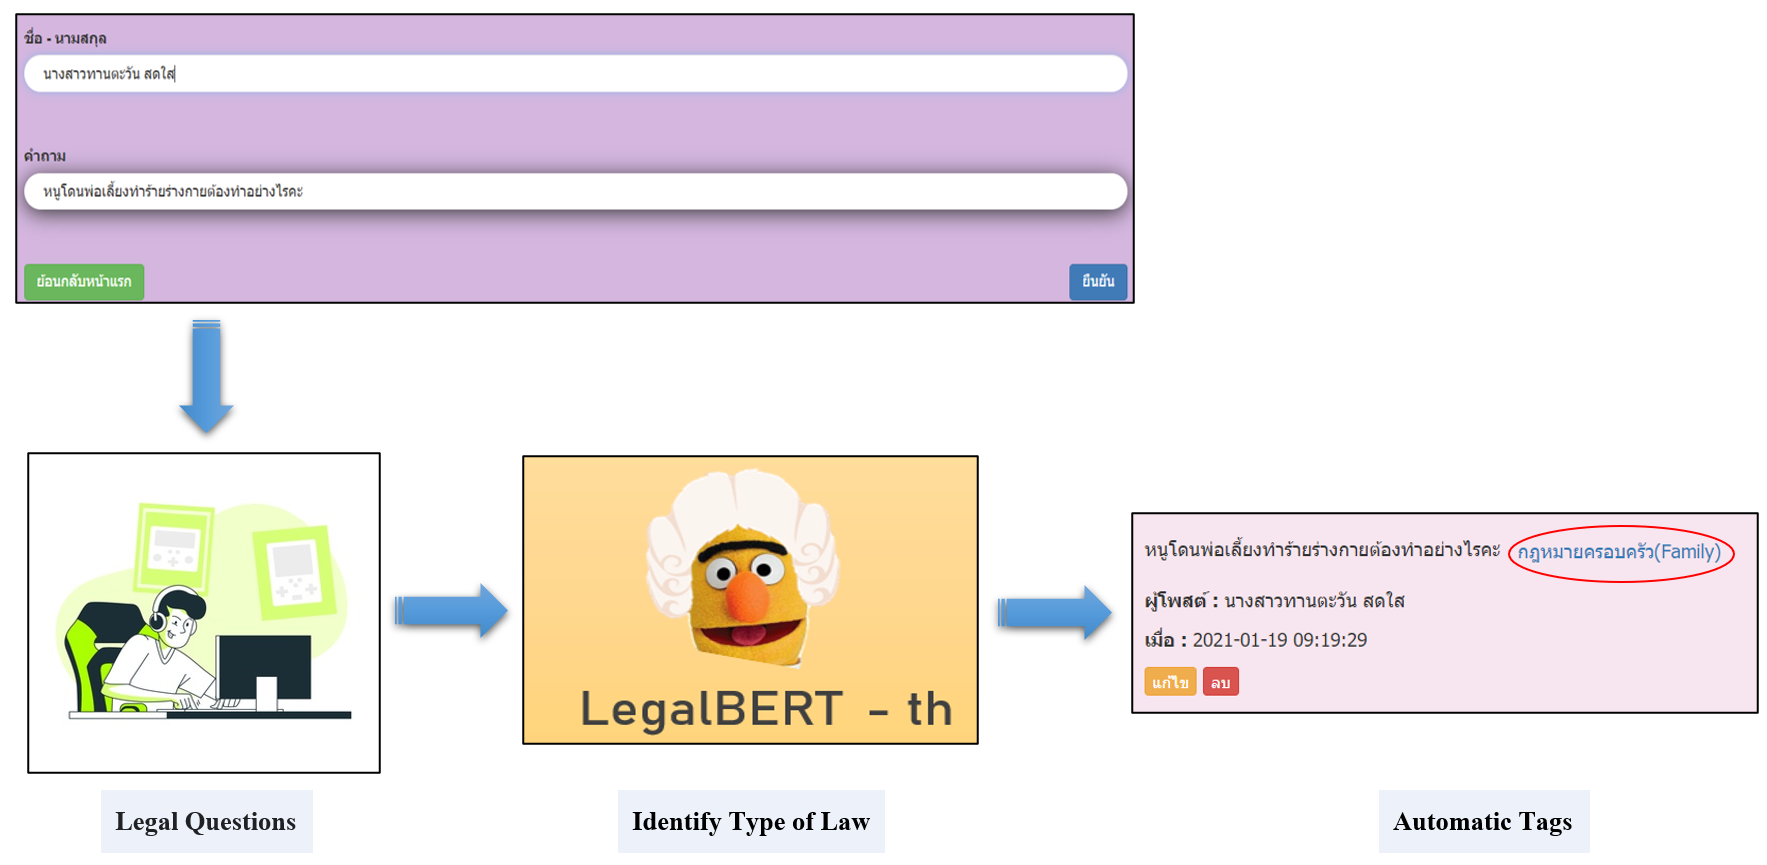 ชื่อ - นามสกุล
นางสาวทานตะวัน สดใส
คำถาม
หนูโดนพ่อเลี้ยงทำร้ายร่างกายต้องทำอย่างไรคะ
ย้อนกลับหน้าแรก
ยืนยัน
LegalBERT - th
หนูโดนพ่อเลี้ยงทำร้ายร่างกายต้องทำอย่างไรคะ กฎหมายครอบครัว(Family)
ผู้โพสต์ : นางสาวทานตะวัน สดใส
เมื่อ : 2021-01-19 09:19:29
แก้ไข ลบ
Legal Questions
Identify Type of Law
Automatic Tags